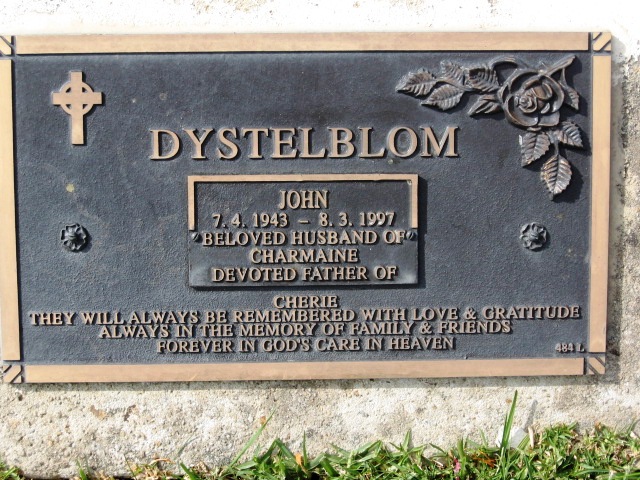 DYSTELBLOM
JOHN
7. 4. 1943 - 8. 3. 1997
BELOVED HUSBAND OF
CHARMAINE
DEVOTED FATHER OF
CHERIE
THEY WILL ALWAYS BE REMEMBERED WITH LOVE & GRATITUDE
ALWAYS IN THE MEMORY OF FAMILY & FRIENDS
FOREVER IN GOD'S CARE IN HEAVEN
484 L